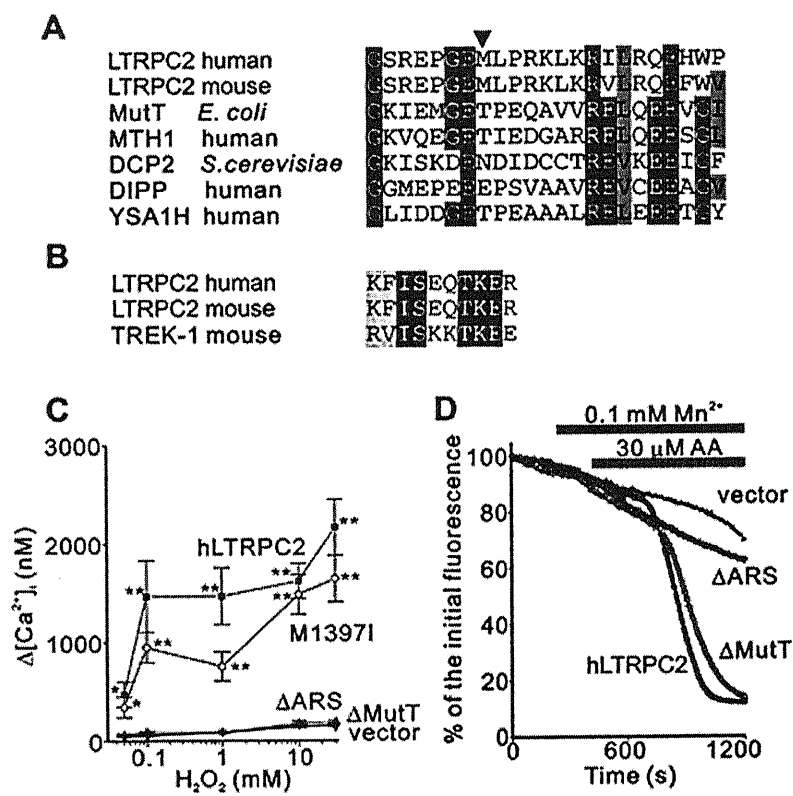 A
LTRPC2 human GSREPGEMLPRKLKRILRQEHWP
LTRPC2 mouse GSREPGEMLPRKLKRVLRQEFWV
MutT E. coli GKIEMGETPEQAVVRELQEEVGI
MTH1 human GKVQEGETIEDGARRELQEESGL
DCP2 S.cerevisiae GKISKDENDIDCCTREVKEEIGF
DIPP human GGMEPEEEPSVAAVREVCEEAGV
YSA1H human GLIDDGETPEAAALRELEEETGY
B
LTRPC2 human KFISEQTKER
LTRPC2 mouse KFISEQTKER
TREK-1 mouse RVISKKTKEE
C
Δ[Ca²⁺]ᵢ (nM)
3000
2000
1000
0
hLTRPC2
M1397I
ΔARS
ΔMutT
vector
** ** ** ** ** ** ** ** * *
0.1 1 10
H₂O₂ (mM)
D
0.1 mM Mn²⁺
30 μM AA
% of the initial fluorescence
100
80
60
40
20
0
vector
ΔARS
ΔMutT
hLTRPC2
0 600 1200
Time (s)